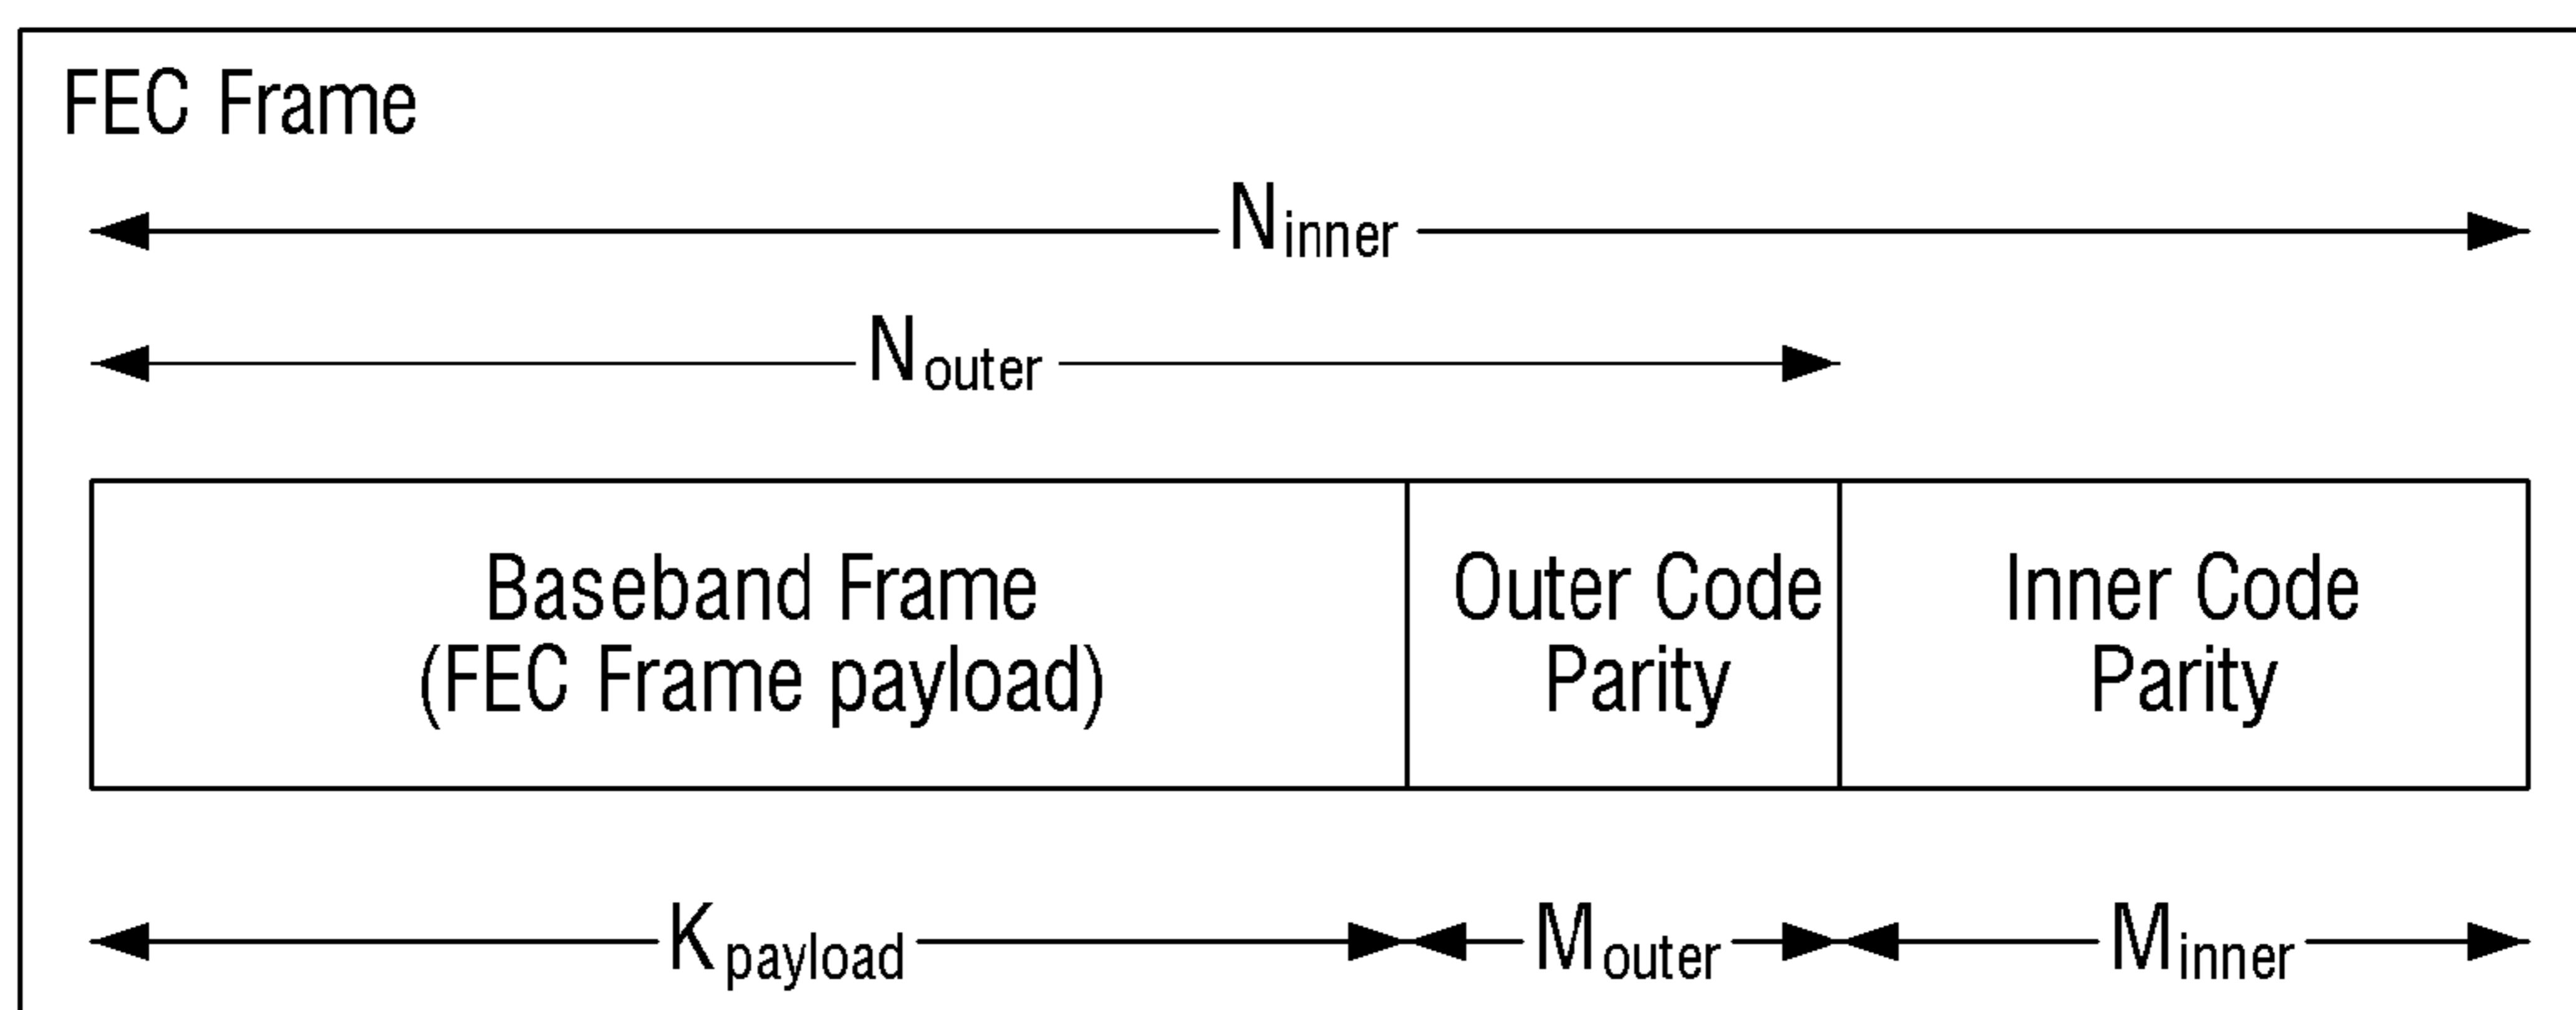 FEC Frame
Ninner
Nouter
Baseband Frame
(FEC Frame payload)
Outer Code
Parity
Inner Code
Parity
Kpayload
Mouter
Minner